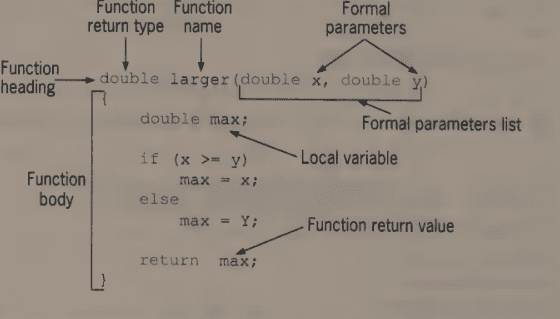 Function return type
Function name
Formal parameters
Function heading
double larger(double x, double y)
{
Formal parameters list
double max;
Local variable
if (x >= y)
max = x;
Function body
else
max = Y;
Function return value
return max;
}